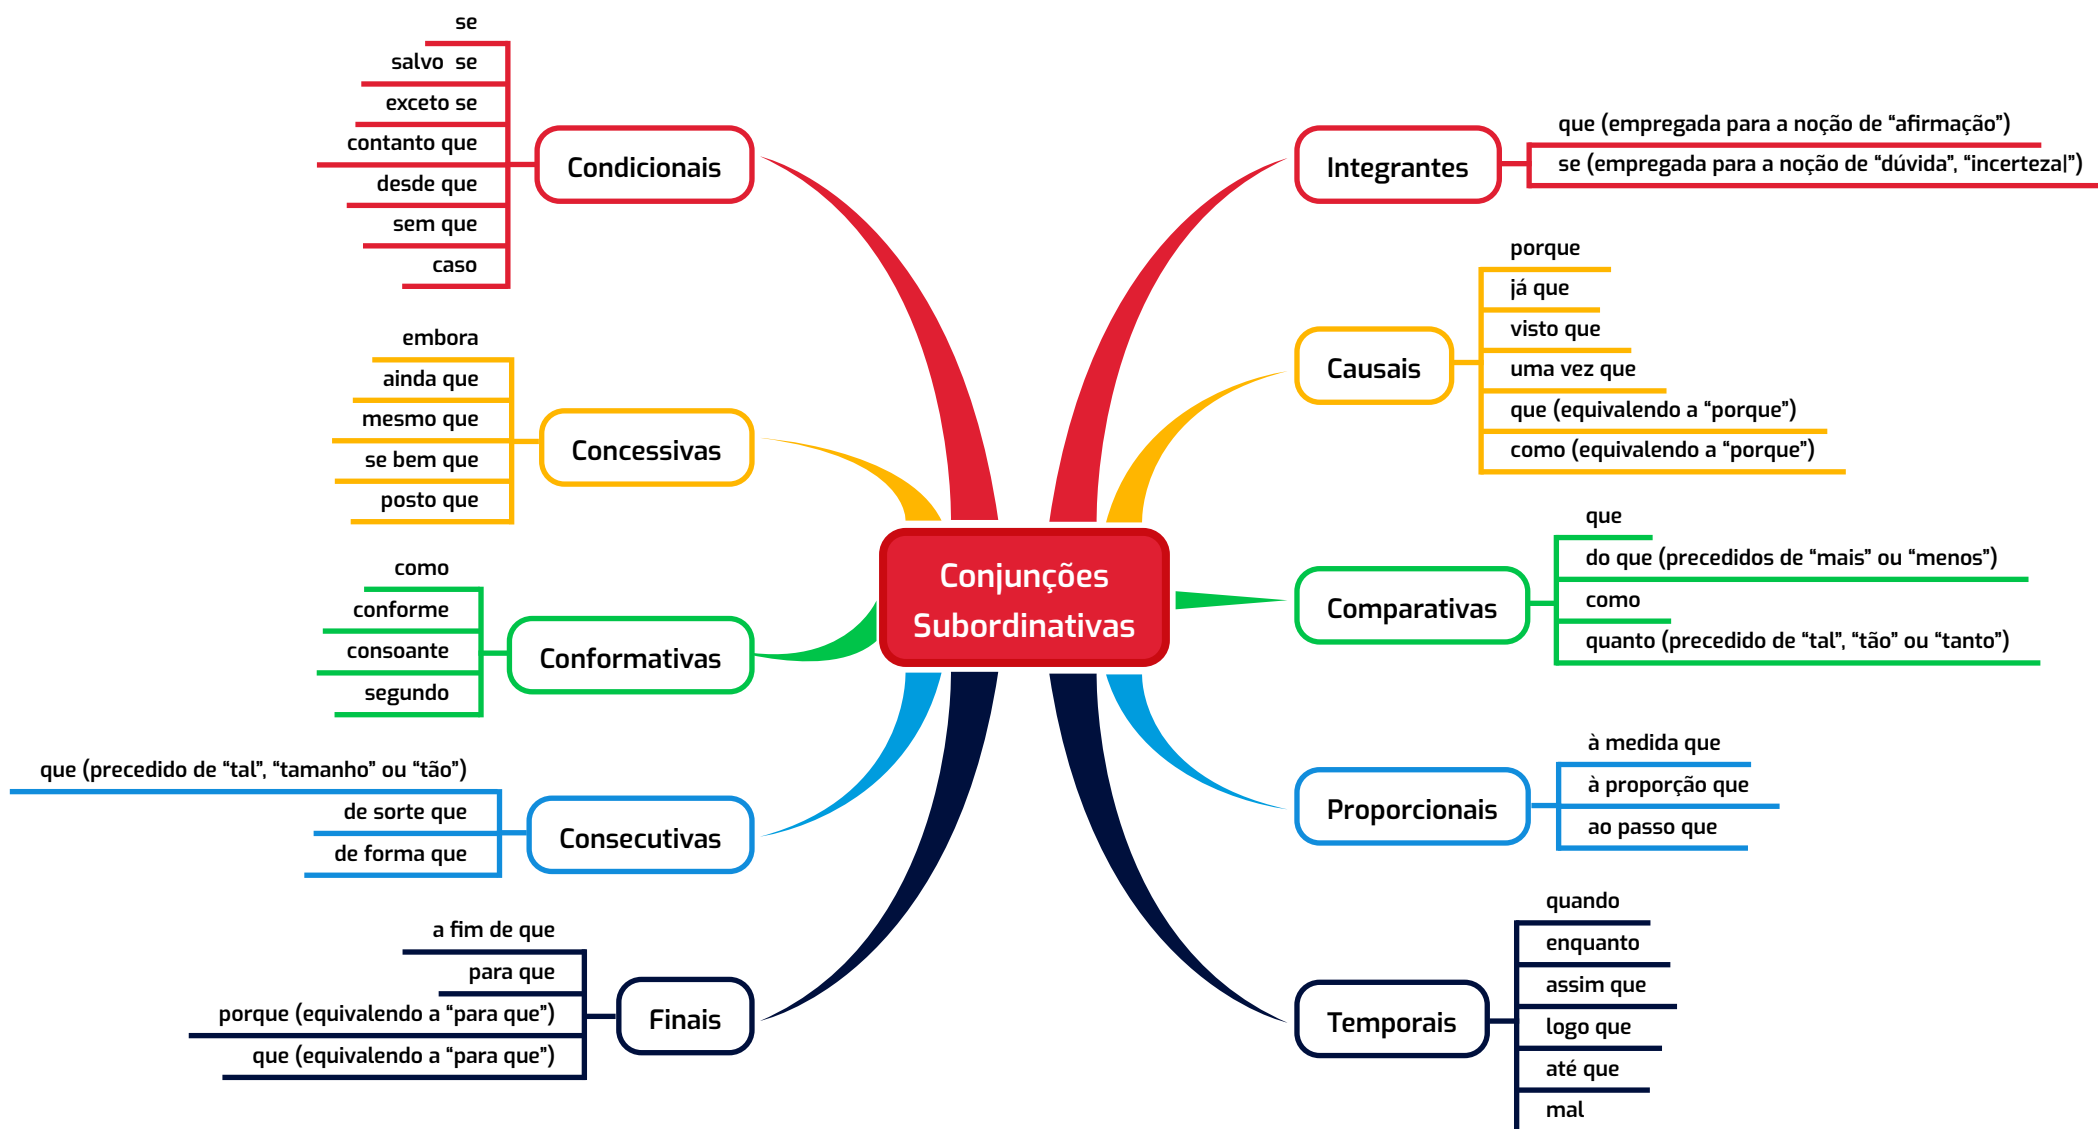 Conjunções
Subordinativas
Condicionais
se
salvo  se
exceto se
contanto que
desde que
sem que
caso
Concessivas
embora
ainda que
mesmo que
se bem que
posto que
Conformativas
como
conforme
consoante
segundo
Consecutivas
que (precedido de “tal”, “tamanho” ou “tão”)
de sorte que
de forma que
Finais
a fim de que
para que
porque (equivalendo a “para que”)
que (equivalendo a “para que”)
Integrantes
que (empregada para a noção de “afirmação”)
se (empregada para a noção de “dúvida”, “incerteza|”)
Causais
porque
já que
visto que
uma vez que
que (equivalendo a “porque”)
como (equivalendo a “porque”)
Comparativas
que
do que (precedidos de “mais” ou “menos”)
como
quanto (precedido de “tal”, “tão” ou “tanto”)
Proporcionais
à medida que
à proporção que
ao passo que
Temporais
quando
enquanto
assim que
logo que
até que
mal